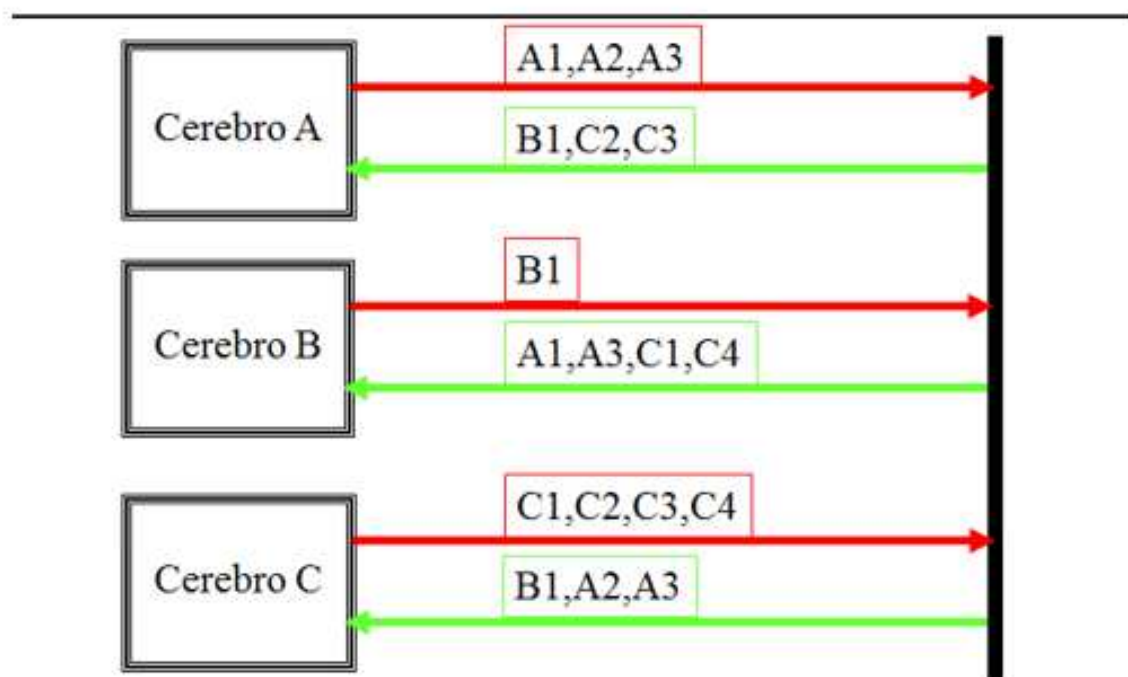 A1,A2,A3
Cerebro A
B1,C2,C3
B1
Cerebro B
A1,A3,C1,C4
C1,C2,C3,C4
Cerebro C
B1,A2,A3